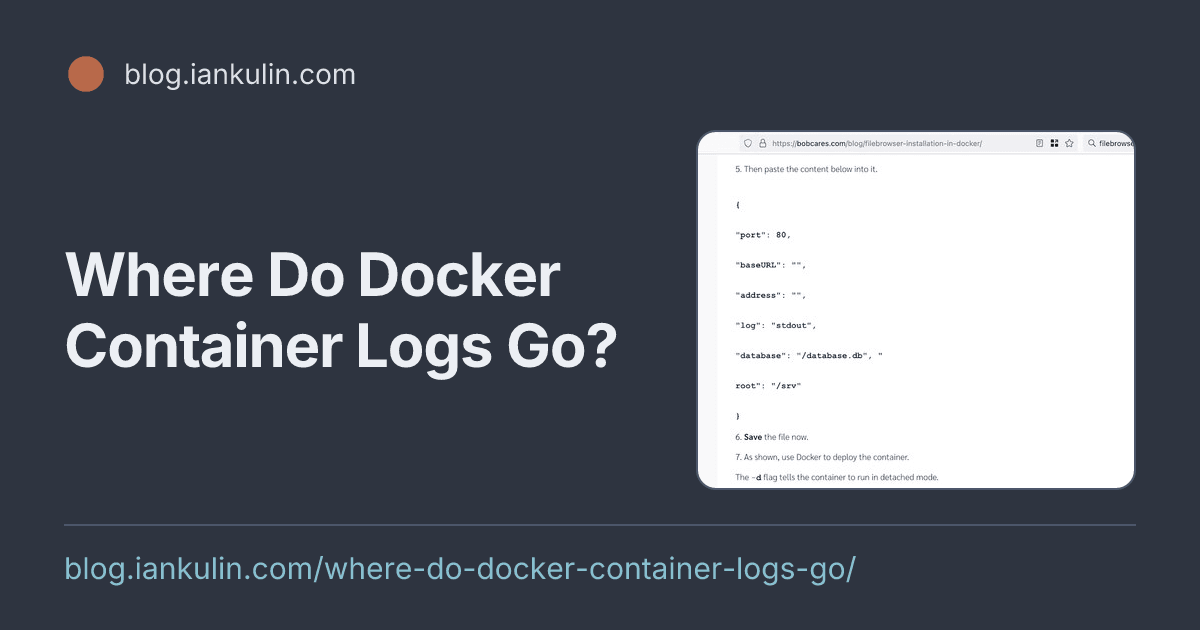 blog.iankulin.com
Where Do Docker
Container Logs Go?
https://bobcares.com/blog/filebrowser-installation-in-docker/
filebrowse
5. Then paste the content below into it.
{
"port": 80,
"baseURL": "",
"address": "",
"log": "stdout",
"database": "/database.db", "
root": "/srv"
}
6. Save the file now.
7. As shown, use Docker to deploy the container.
The -d flag tells the container to run in detached mode.
blog.iankulin.com/where-do-docker-container-logs-go/